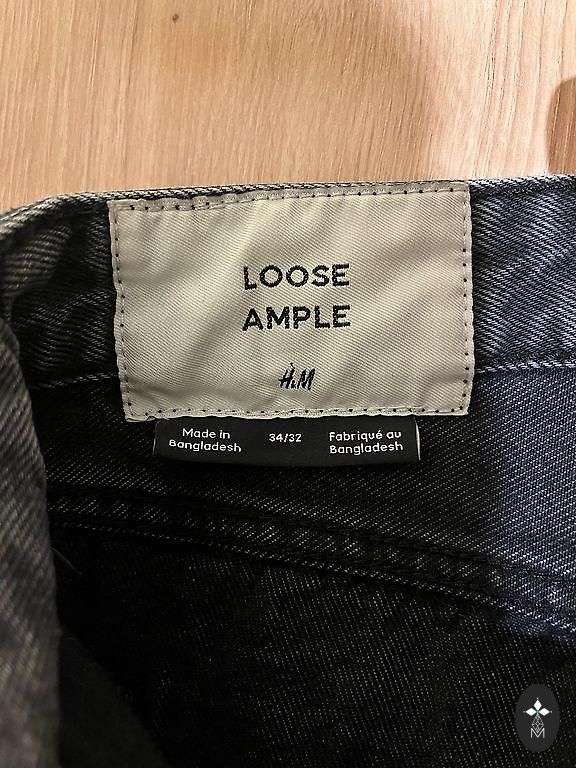 LOOSE
AMPLE
H&M
Made in
Bangladesh
34/32
Fabriqué au
Bangladesh
M